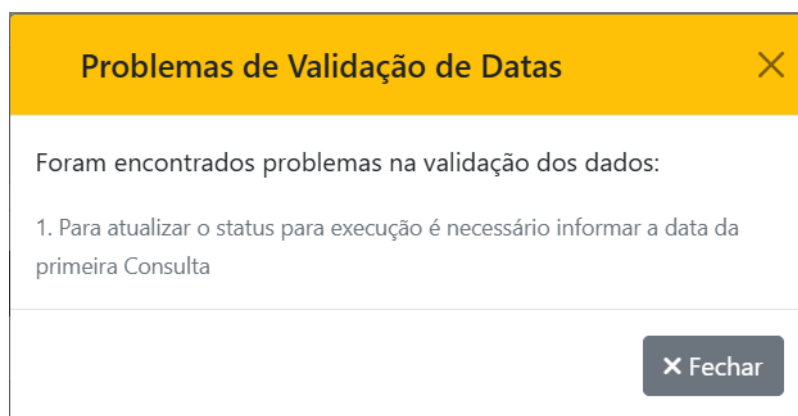 Problemas de Validação de Datas
Foram encontrados problemas na validação dos dados:
1. Para atualizar o status para execução é necessário informar a data da
primeira Consulta
× Fechar